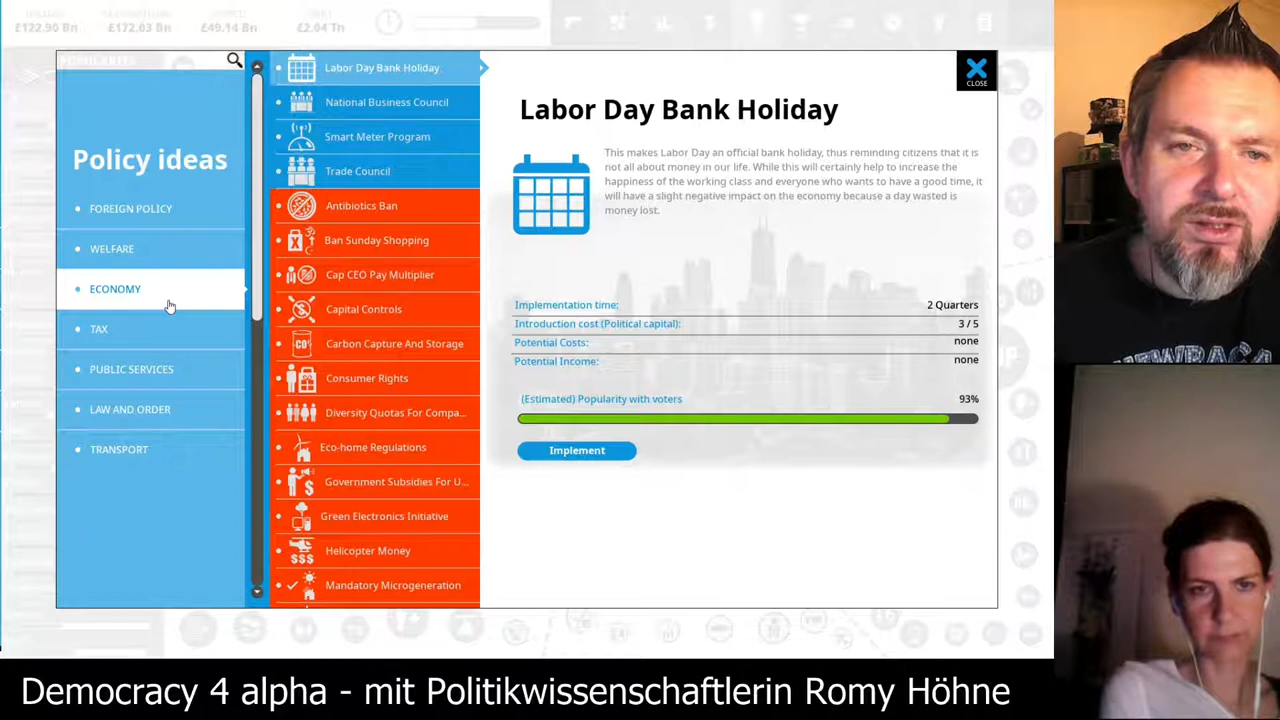 £122.90 Bn
£172.03 Bn
£49.14 Bn
£2.04 Tn
Policy ideas
FOREIGN POLICY
WELFARE
ECONOMY
TAX
PUBLIC SERVICES
LAW AND ORDER
TRANSPORT
Labor Day Bank Holiday
National Business Council
Smart Meter Program
Trade Council
Antibiotics Ban
Ban Sunday Shopping
Cap CEO Pay Multiplier
Capital Controls
Carbon Capture And Storage
Consumer Rights
Diversity Quotas For Compa...
Eco-home Regulations
Government Subsidies For U...
Green Electronics Initiative
Helicopter Money
Mandatory Microgeneration
CLOSE
Labor Day Bank Holiday
This makes Labor Day an official bank holiday, thus reminding citizens that it is
not all about money in our life. While this will certainly help to increase the
happiness of the working class and everyone who wants to have a good time, it
will have a slight negative impact on the economy because a day wasted is
money lost.
Implementation time: 2 Quarters
Introduction cost (Political capital): 3 / 5
Potential Costs: none
Potential Income: none
(Estimated) Popularity with voters 93%
Implement
Democracy 4 alpha - mit Politikwissenschaftlerin Romy Höhne